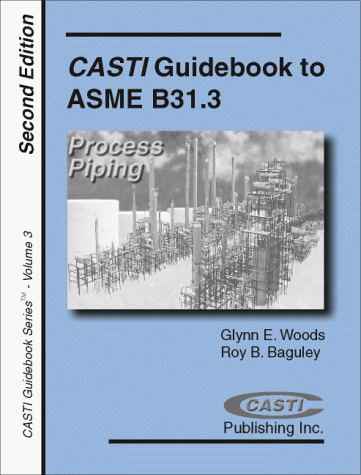 Second Edition
CASTI Guidebook Series™ - Volume 3
CASTI Guidebook to
ASME B31.3
Process
Piping
Glynn E. Woods
Roy B. Baguley
CASTI
Publishing Inc.